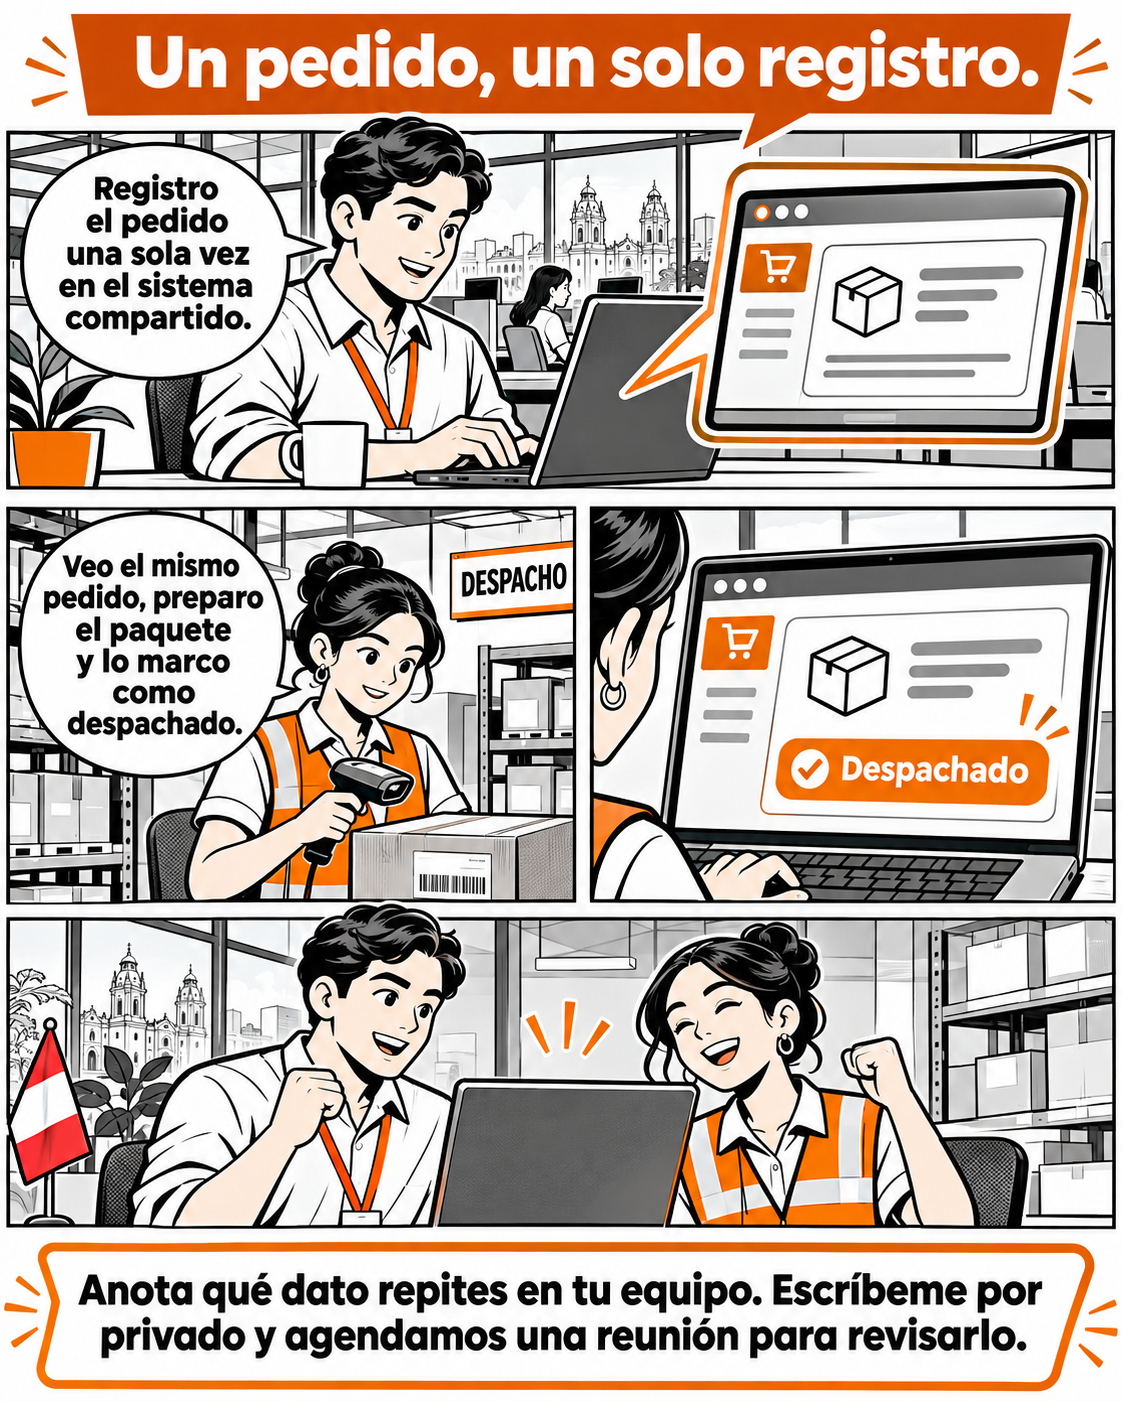 Un pedido, un solo registro.
Registro
el pedido
una sola vez
en el sistema
compartido.
Veo el mismo
pedido, preparo
el paquete
y lo marco
como
despachado.
DESPACHO
Despachado
Anota qué dato repites en tu equipo. Escríbeme por
privado y agendamos una reunión para revisarlo.